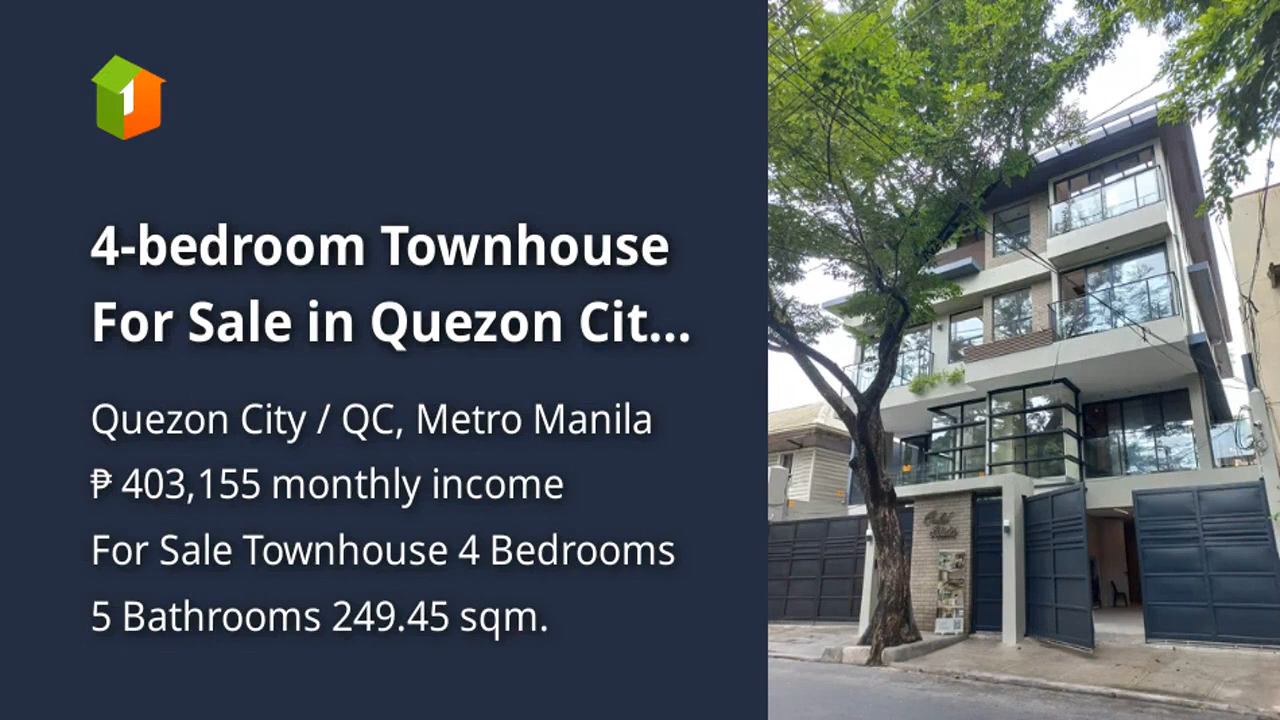 4-bedroom Townhouse
For Sale in Quezon Cit...
Quezon City / QC, Metro Manila
₱ 403,155 monthly income
For Sale Townhouse 4 Bedrooms
5 Bathrooms 249.45 sqm.